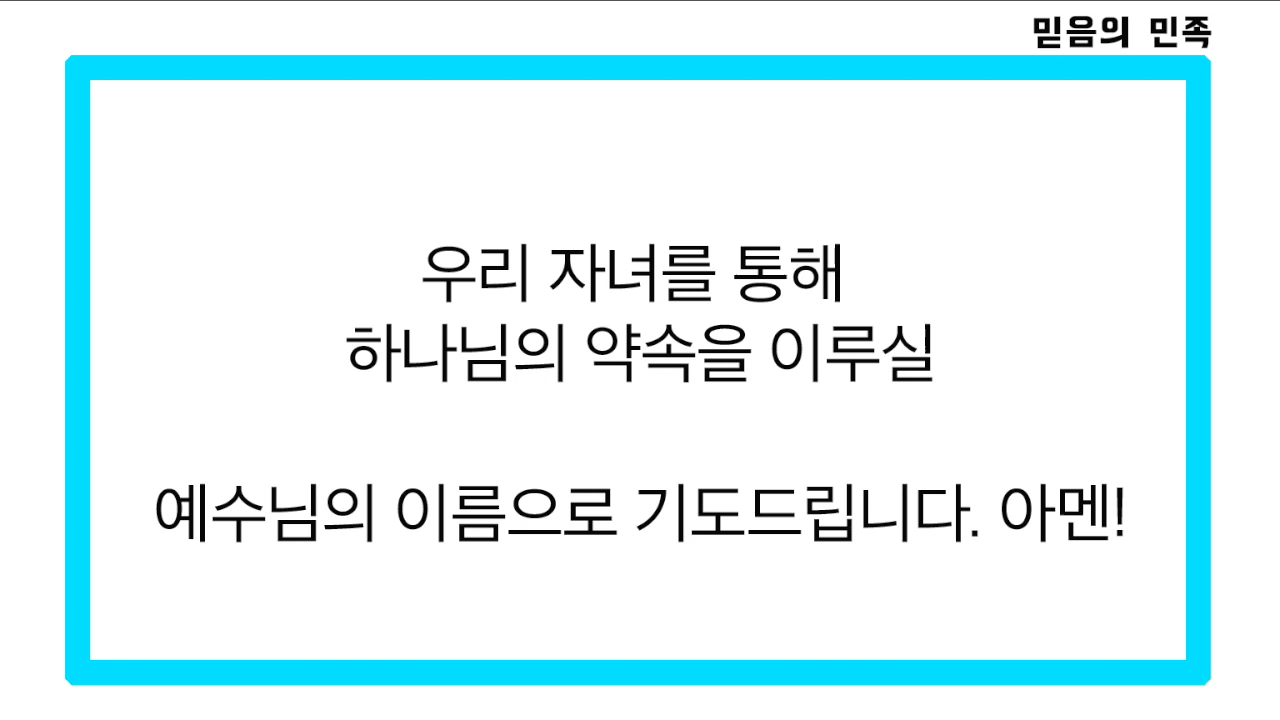 믿음의 민족
우리 자녀를 통해
하나님의 약속을 이루실
예수님의 이름으로 기도드립니다. 아멘!